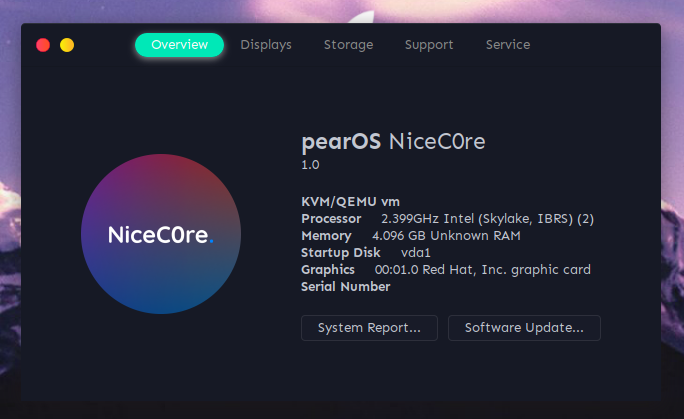 Overview Displays Storage Support Service
pearOS NiceC0re
1.0
NiceC0re.
KVM/QEMU vm
Processor 2.399GHz Intel (Skylake, IBRS) (2)
Memory 4.096 GB Unknown RAM
Startup Disk vda1
Graphics 00:01.0 Red Hat, Inc. graphic card
Serial Number
System Report... Software Update...